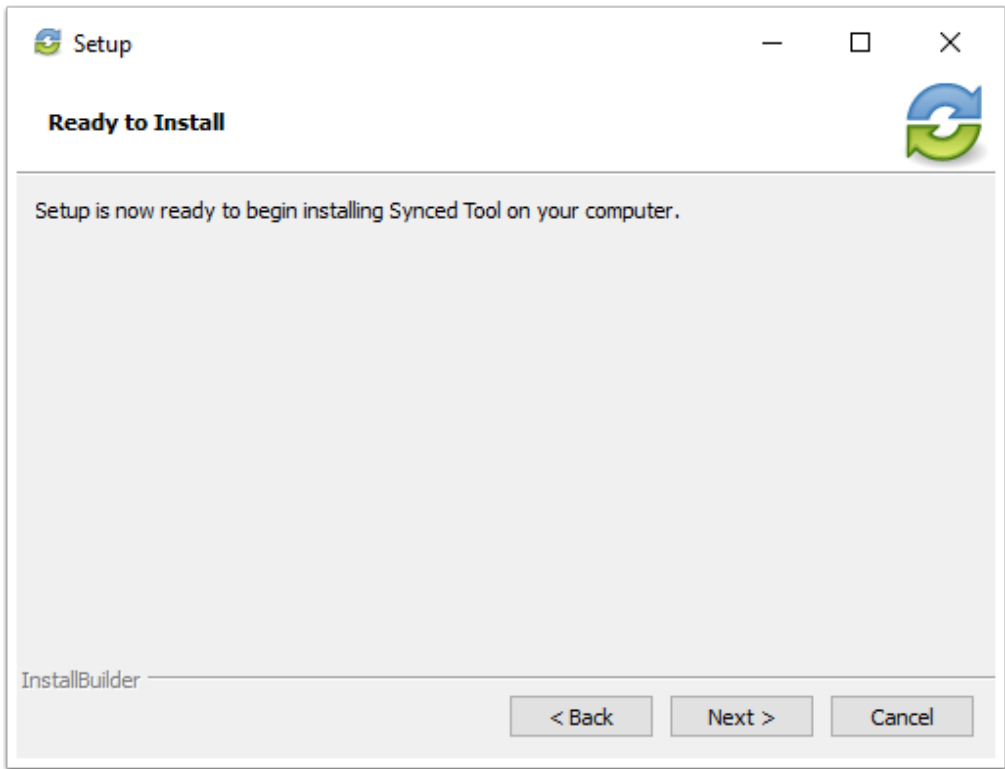 Setup
Ready to Install
Setup is now ready to begin installing Synced Tool on your computer.
InstallBuilder
< Back Next > Cancel